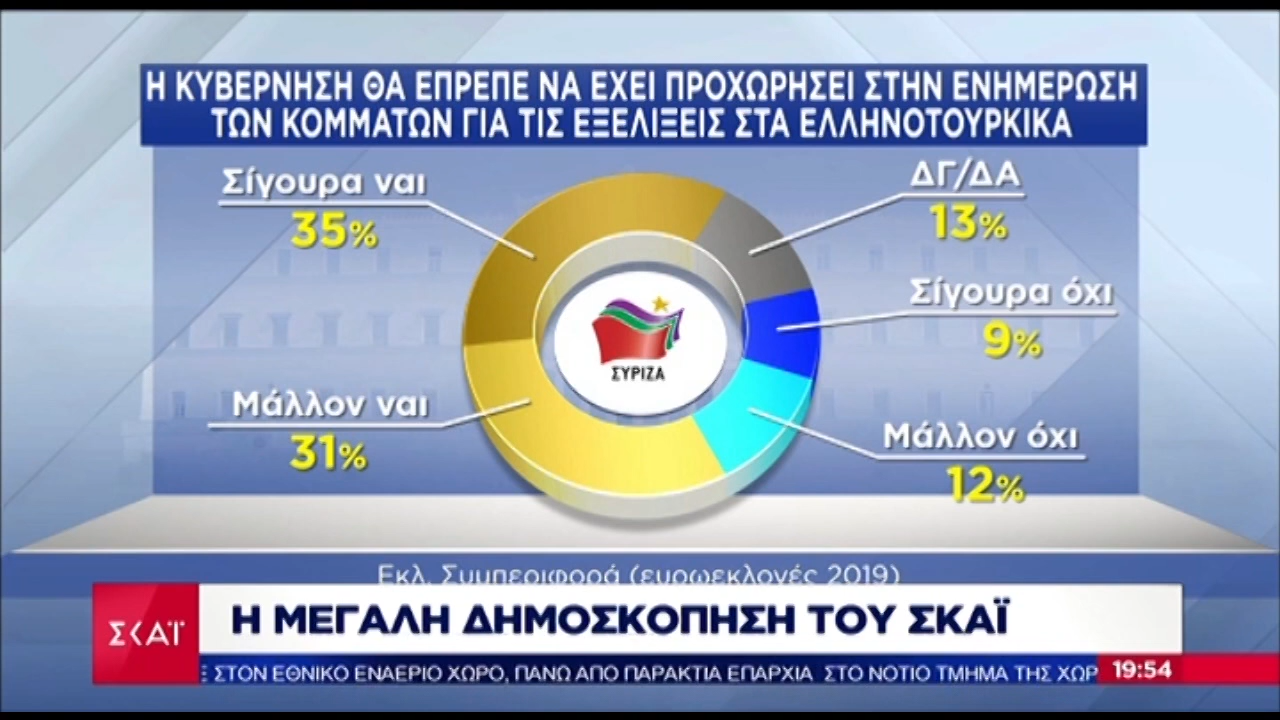 Η ΚΥΒΕΡΝΗΣΗ ΘΑ ΕΠΡΕΠΕ ΝΑ ΕΧΕΙ ΠΡΟΧΩΡΗΣΕΙ ΣΤΗΝ ΕΝΗΜΕΡΩΣΗ
ΤΩΝ ΚΟΜΜΑΤΩΝ ΓΙΑ ΤΙΣ ΕΞΕΛΙΞΕΙΣ ΣΤΑ ΕΛΛΗΝΟΤΟΥΡΚΙΚΑ
Σίγουρα ναι
35%
ΔΓ/ΔΑ
13%
Σίγουρα όχι
9%
ΣΥΡΙΖΑ
Μάλλον ναι
31%
Μάλλον όχι
12%
Εκλ. Συμπεριφορά (ευρωεκλογές 2019)
ΣΚΑΪ
Η ΜΕΓΑΛΗ ΔΗΜΟΣΚΟΠΗΣΗ ΤΟΥ ΣΚΑΪ
Ε ΣΤΟΝ ΕΘΝΙΚΟ ΕΝΑΕΡΙΟ ΧΩΡΟ, ΠΑΝΩ ΑΠΟ ΠΑΡΑΚΤΙΑ ΕΠΑΡΧΙΑ ΣΤΟ ΝΟΤΙΟ ΤΜΗΜΑ ΤΗΣ ΧΩΡ
19:54